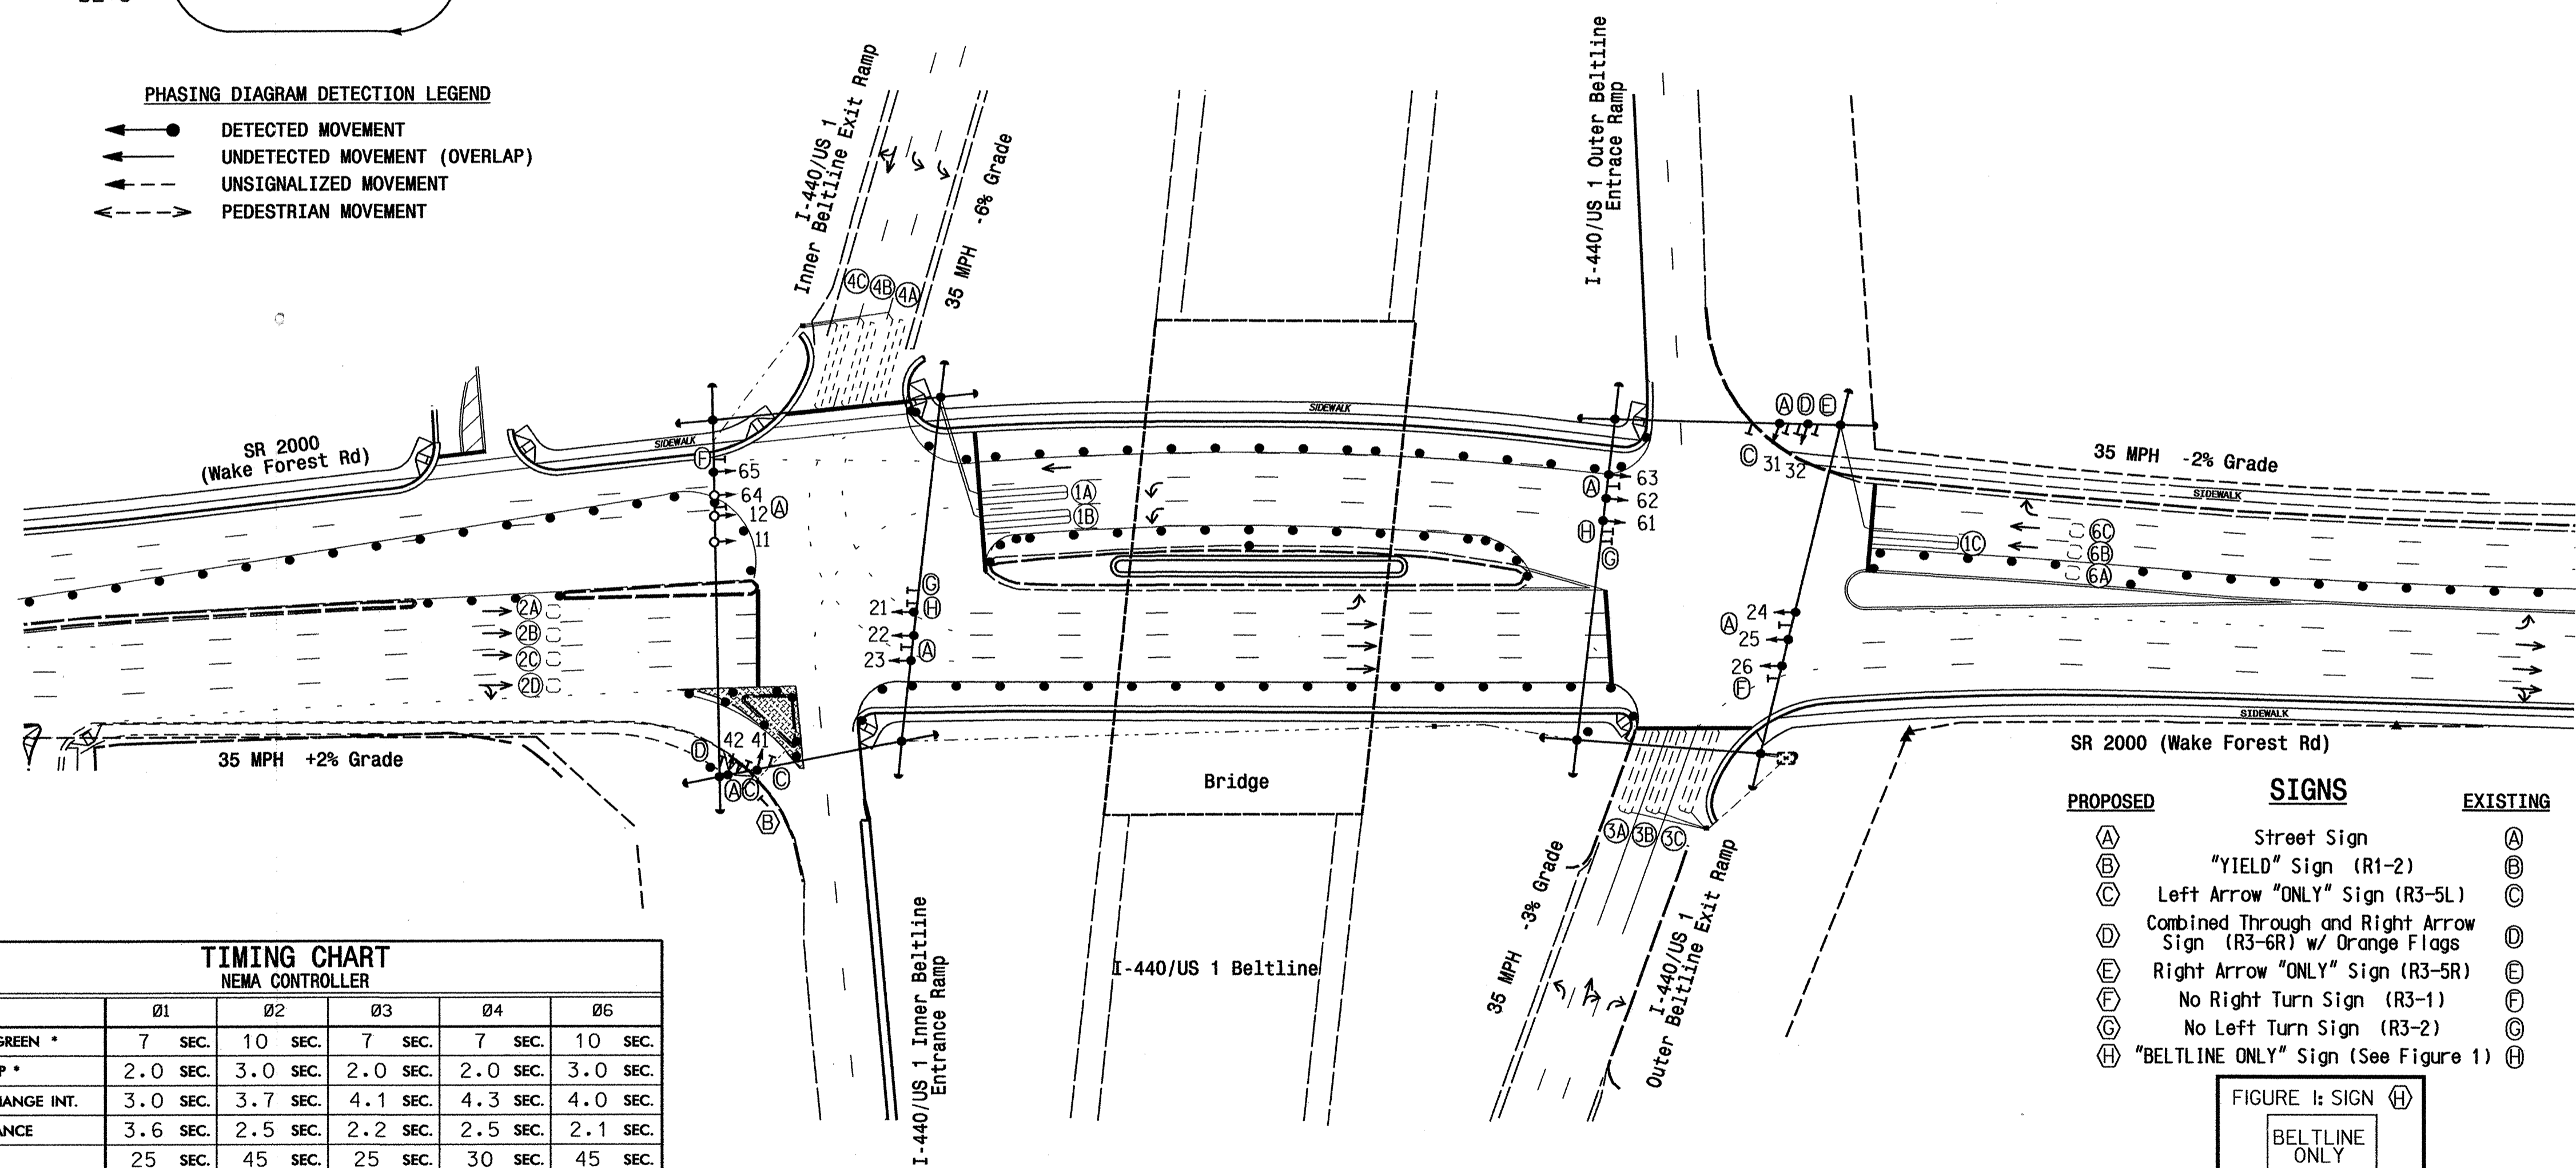 PHASING DIAGRAM DETECTION LEGEND
DETECTED MOVEMENT
UNDETECTED MOVEMENT (OVERLAP)
UNSIGNALIZED MOVEMENT
PEDESTRIAN MOVEMENT
I-440/US 1
Inner Beltline Exit Ramp
35 MPH -6% Grade
4C 4B 4A
I-440/US 1 Outer Beltline
Entrace Ramp
SR 2000
(Wake Forest Rd)
SIDEWALK
SIDEWALK
F
65
64
12 A
11
1A
1B
A
63
62
H
61
G
A D E
C 31 32
35 MPH -2% Grade
SIDEWALK
1C
6C
6B
6A
2A
2B
2C
2D
G
21 H
22
23 A
24
A
25
26
F
35 MPH +2% Grade
D
42 41
C
A C
B
SIDEWALK
SR 2000 (Wake Forest Rd)
Bridge
I-440/US 1 Beltline
I-440/US 1 Inner Beltline
Entrance Ramp
3A 3B 3C
35 MPH -3% Grade
I-440/US 1
Outer Beltline Exit Ramp
SIGNS
PROPOSED EXISTING
A Street Sign A
B "YIELD" Sign (R1-2) B
C Left Arrow "ONLY" Sign (R3-5L) C
Combined Through and Right Arrow
D Sign (R3-6R) w/ Orange Flags D
E Right Arrow "ONLY" Sign (R3-5R) E
F No Right Turn Sign (R3-1) F
G No Left Turn Sign (R3-2) G
H "BELTLINE ONLY" Sign (See Figure 1) H
FIGURE 1: SIGN H
BELTLINE
ONLY
TIMING CHART
NEMA CONTROLLER
Ø1 Ø2 Ø3 Ø4 Ø6
GREEN * 7 SEC. 10 SEC. 7 SEC. 7 SEC. 10 SEC.
P * 2.0 SEC. 3.0 SEC. 2.0 SEC. 2.0 SEC. 3.0 SEC.
HANGE INT. 3.0 SEC. 3.7 SEC. 4.1 SEC. 4.3 SEC. 4.0 SEC.
ANCE 3.6 SEC. 2.5 SEC. 2.2 SEC. 2.5 SEC. 2.1 SEC.
25 SEC. 45 SEC. 25 SEC. 30 SEC. 45 SEC.